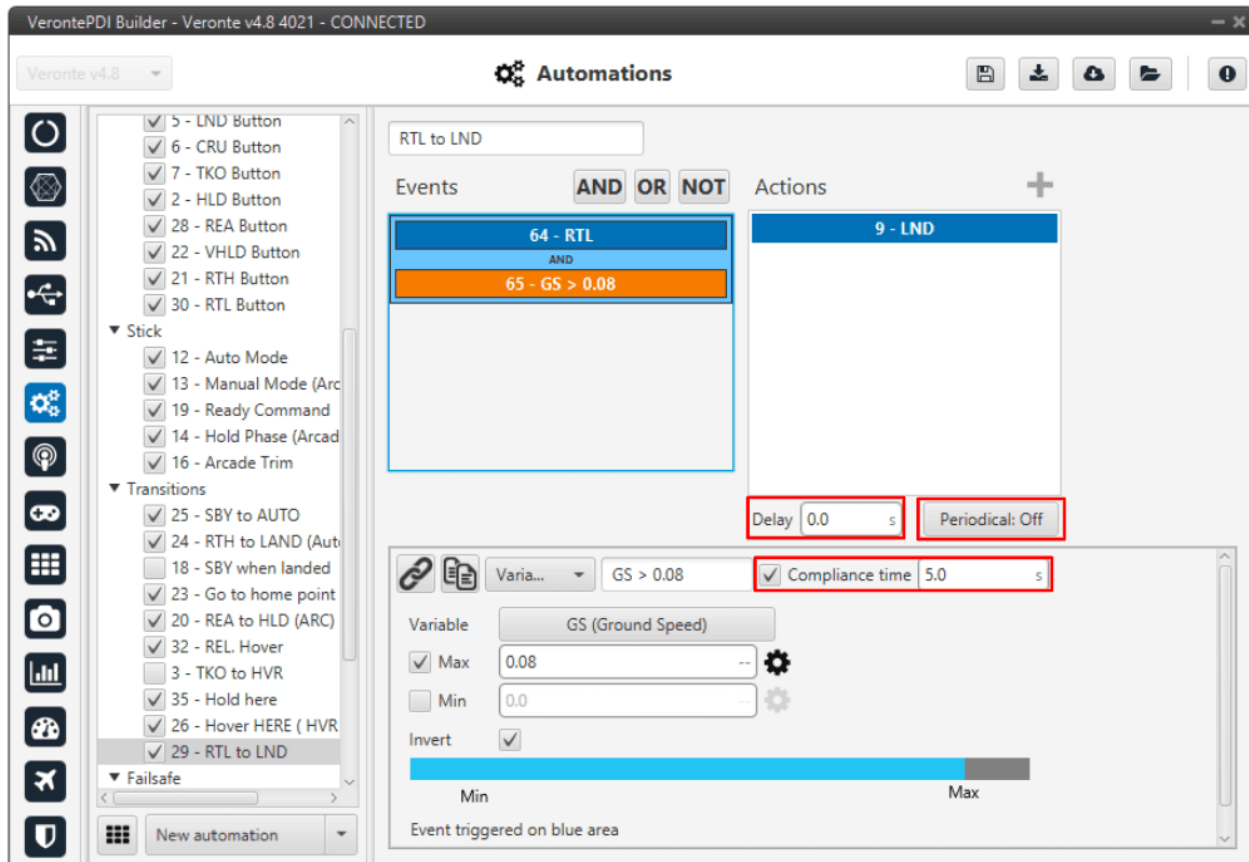 VerontePDI Builder - Veronte v4.8 4021 - CONNECTED
Veronte v4.8
Automations
5 - LND Button
6 - CRU Button
7 - TKO Button
2 - HLD Button
28 - REA Button
22 - VHLD Button
21 - RTH Button
30 - RTL Button
Stick
12 - Auto Mode
13 - Manual Mode (Arc
19 - Ready Command
14 - Hold Phase (Arcad
16 - Arcade Trim
Transitions
25 - SBY to AUTO
24 - RTH to LAND (Aut
18 - SBY when landed
23 - Go to home point
20 - REA to HLD (ARC)
32 - REL. Hover
3 - TKO to HVR
35 - Hold here
26 - Hover HERE ( HVR
29 - RTL to LND
Failsafe
New automation
RTL to LND
Events AND OR NOT Actions
64 - RTL
AND
65 - GS > 0.08
9 - LND
Delay 0.0 s Periodical: Off
Varia... GS > 0.08 Compliance time 5.0 s
Variable GS (Ground Speed)
Max 0.08 --
Min 0.0 --
Invert
Min Max
Event triggered on blue area